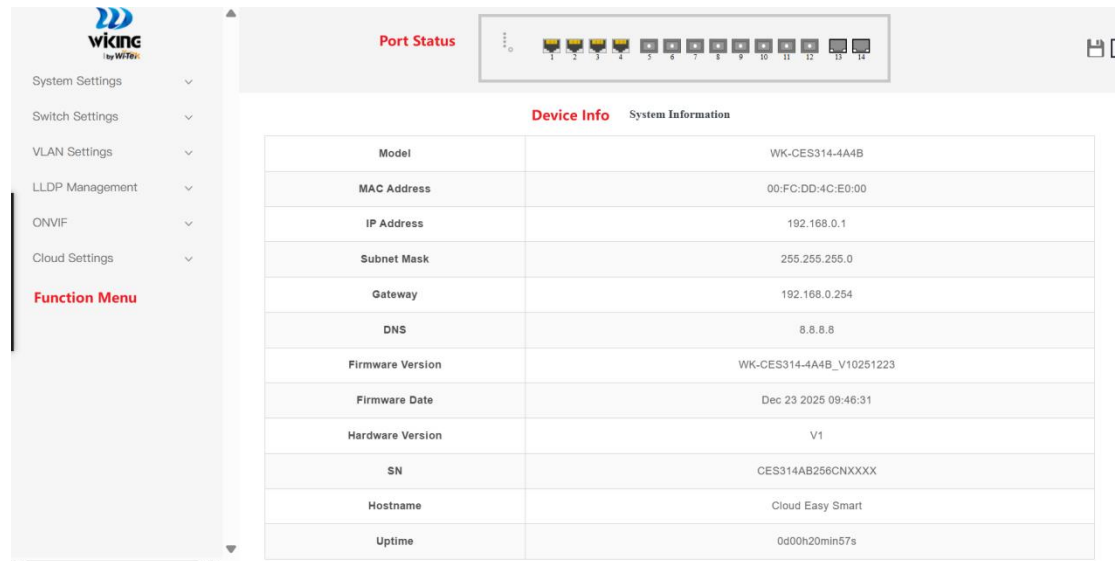 wiking
by Wi-Tek
System Settings
Switch Settings
VLAN Settings
LLDP Management
ONVIF
Cloud Settings
Function Menu
Port Status
1 2 3 4 5 6 7 8 9 10 11 12 13 14
Device Info System Information
Model WK-CES314-4A4B
MAC Address 00:FC:DD:4C:E0:00
IP Address 192.168.0.1
Subnet Mask 255.255.255.0
Gateway 192.168.0.254
DNS 8.8.8.8
Firmware Version WK-CES314-4A4B_V10251223
Firmware Date Dec 23 2025 09:46:31
Hardware Version V1
SN CES314AB256CNXXXX
Hostname Cloud Easy Smart
Uptime 0d00h20min57s